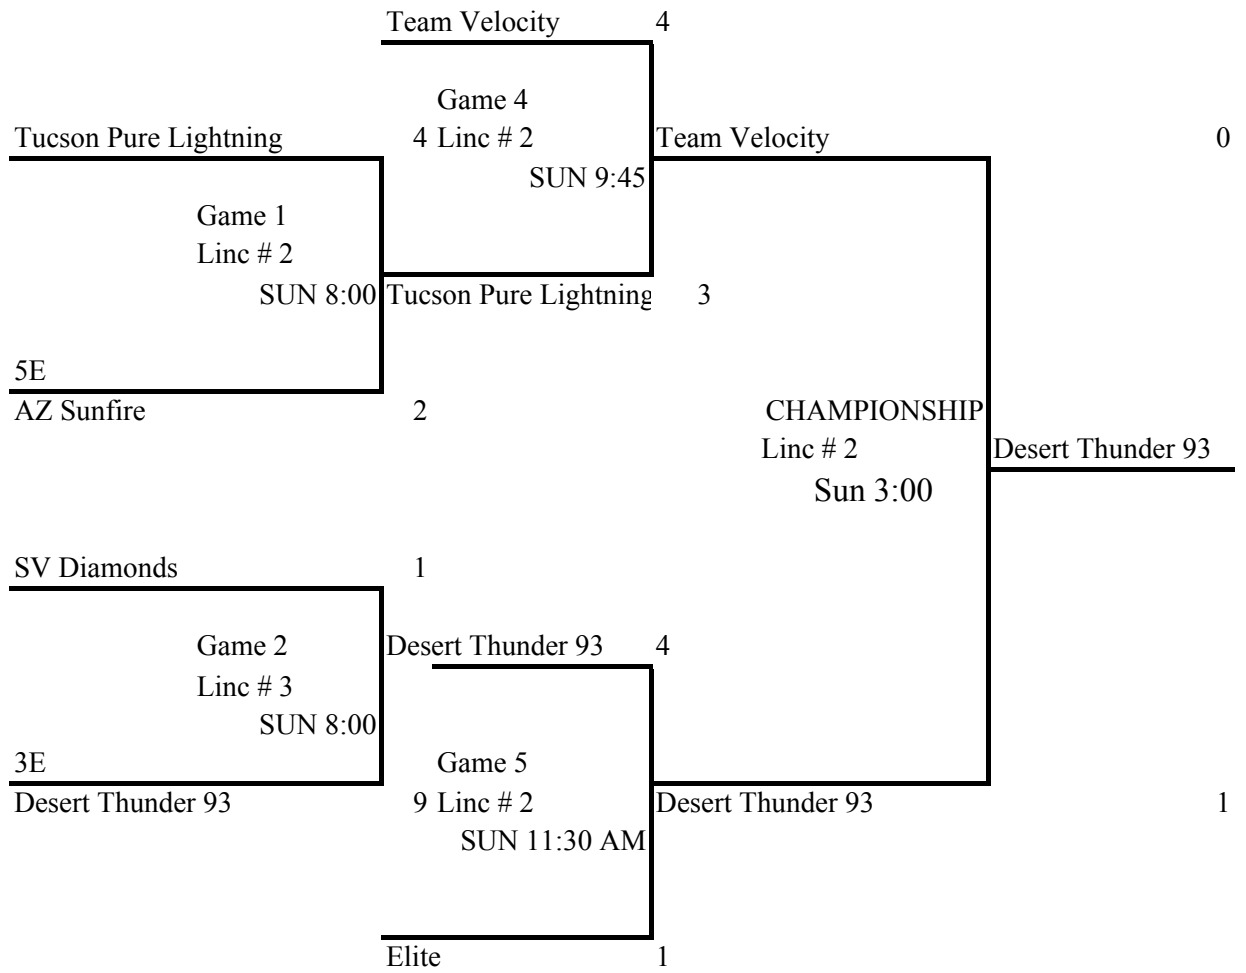 Team Velocity 4
Game 4
Tucson Pure Lightning 4 Linc # 2 Team Velocity 0
SUN 9:45
Game 1
Linc # 2
SUN 8:00 Tucson Pure Lightning 3
5E
AZ Sunfire 2 CHAMPIONSHIP
Linc # 2 Desert Thunder 93
Sun 3:00
SV Diamonds 1
Game 2 Desert Thunder 93 4
Linc # 3
SUN 8:00
3E Game 5
Desert Thunder 93 9 Linc # 2 Desert Thunder 93 1
SUN 11:30 AM
Elite 1